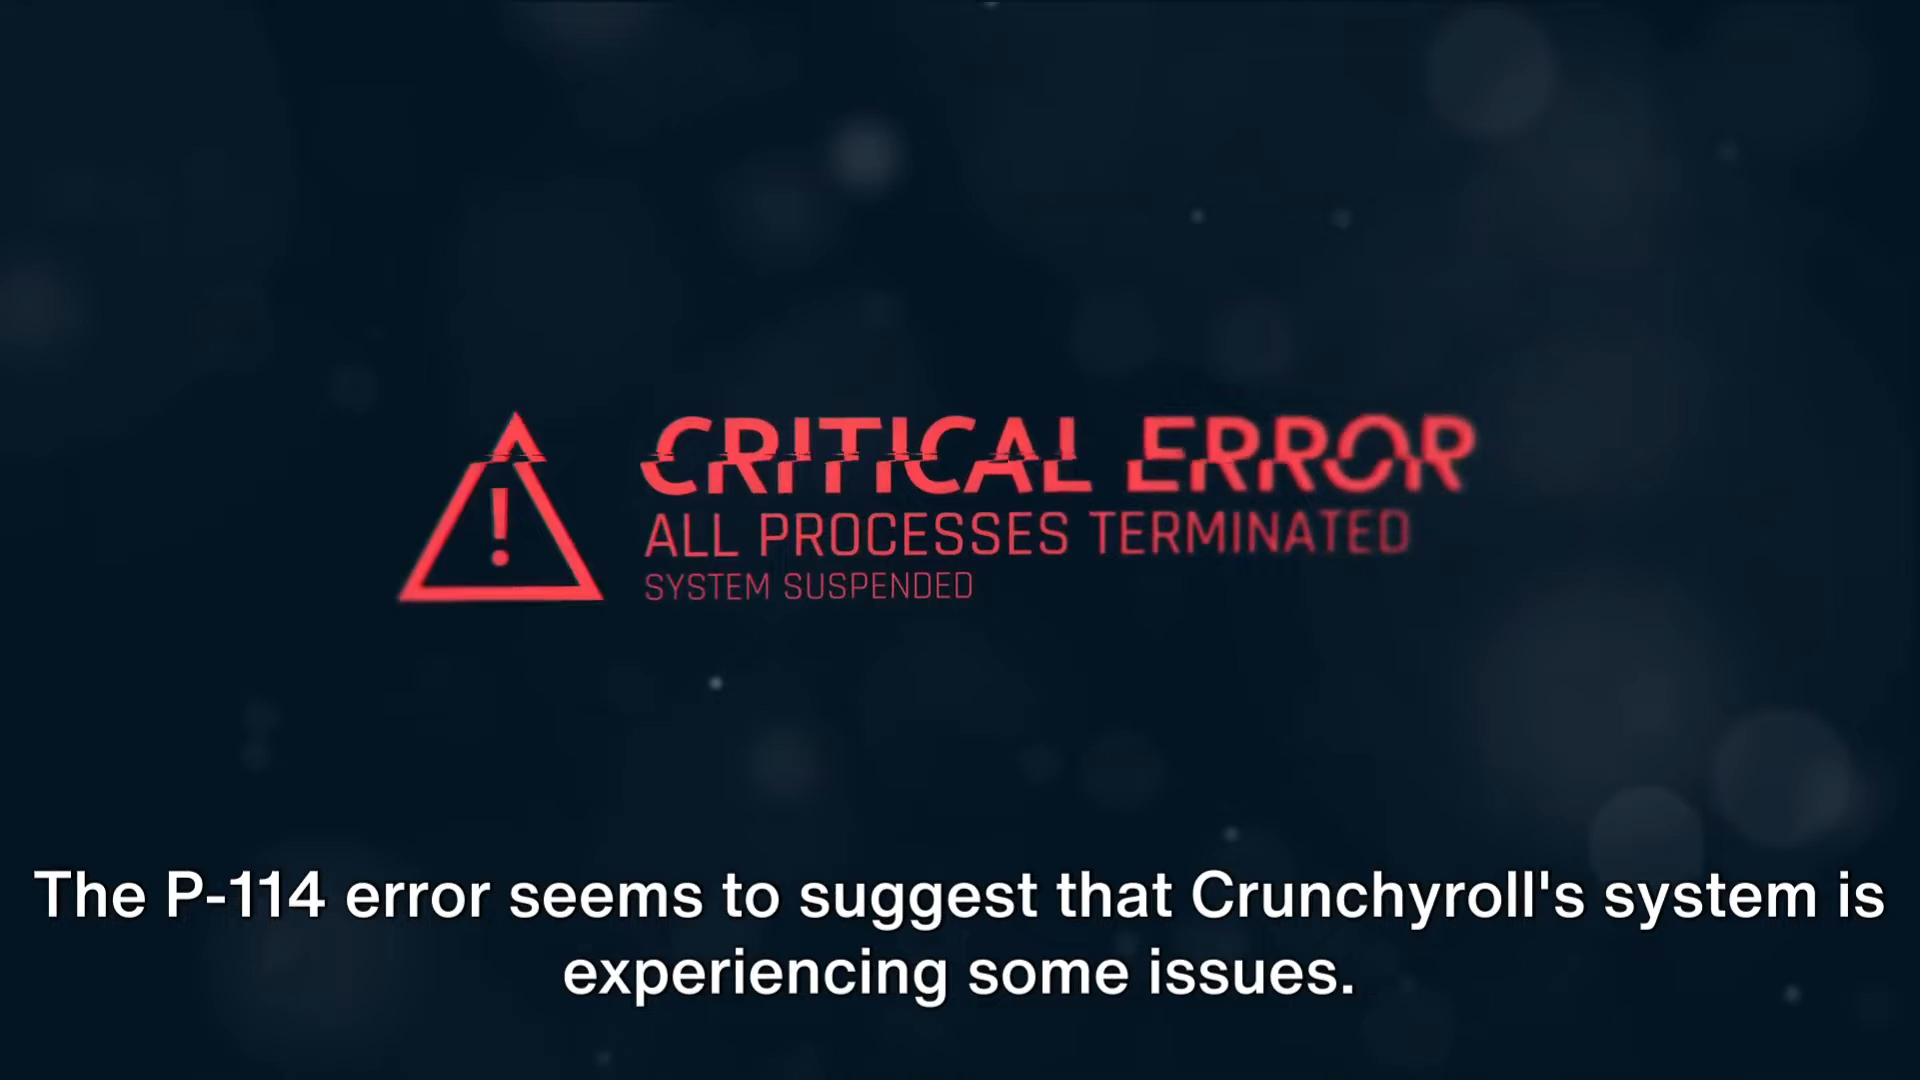 CRITICAL ERROR
ALL PROCESSES TERMINATED
SYSTEM SUSPENDED
The P-114 error seems to suggest that Crunchyroll's system is
experiencing some issues.